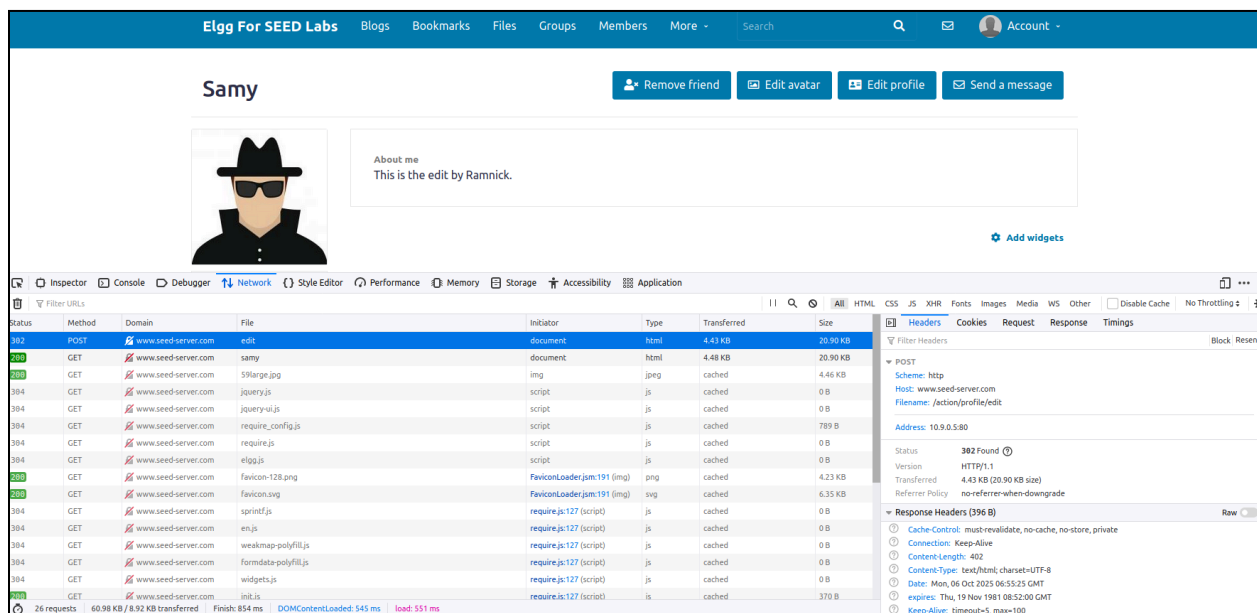 Elgg For SEED Labs Blogs Bookmarks Files Groups Members More Search Account
Samy
Remove friend Edit avatar Edit profile Send a message
About me
This is the edit by Ramnick.
Add widgets
Inspector Console Debugger Network {} Style Editor Performance Memory Storage Accessibility Application
Filter URLs All HTML CSS JS XHR Fonts Images Media WS Other Disable Cache No Throttling
Status Method Domain File Initiator Type Transferred Size
302 POST www.seed-server.com edit document html 4.43 KB 20.90 KB
200 GET www.seed-server.com samy document html 4.48 KB 20.90 KB
200 GET www.seed-server.com 59large.jpg img jpeg cached 4.46 KB
304 GET www.seed-server.com jquery.js script js cached 0 B
304 GET www.seed-server.com jquery-ui.js script js cached 0 B
304 GET www.seed-server.com require_config.js script js cached 789 B
304 GET www.seed-server.com require.js script js cached 0 B
304 GET www.seed-server.com elgg.js script js cached 0 B
200 GET www.seed-server.com favicon-128.png FaviconLoader.jsm:191 (img) png cached 4.23 KB
200 GET www.seed-server.com favicon.svg FaviconLoader.jsm:191 (img) svg cached 6.35 KB
304 GET www.seed-server.com sprintf.js require.js:127 (script) js cached 0 B
304 GET www.seed-server.com en.js require.js:127 (script) js cached 0 B
304 GET www.seed-server.com weakmap-polyfill.js require.js:127 (script) js cached 0 B
304 GET www.seed-server.com formdata-polyfill.js require.js:127 (script) js cached 0 B
304 GET www.seed-server.com widgets.js require.js:127 (script) js cached 0 B
200 GET www.seed-server.com init.js require.js:127 (script) js cached 370 B
26 requests 60.98 KB / 8.92 KB transferred Finish: 854 ms DOMContentLoaded: 545 ms load: 551 ms
Headers Cookies Request Response Timings
Filter Headers Block Resen
POST
Scheme: http
Host: www.seed-server.com
Filename: /action/profile/edit
Address: 10.9.0.5:80
Status 302 Found
Version HTTP/1.1
Transferred 4.43 KB (20.90 KB size)
Referrer Policy no-referrer-when-downgrade
Response Headers (396 B) Raw
Cache-Control: must-revalidate, no-cache, no-store, private
Connection: Keep-Alive
Content-Length: 402
Content-Type: text/html; charset=UTF-8
Date: Mon, 06 Oct 2025 06:55:25 GMT
expires: Thu, 19 Nov 1981 08:52:00 GMT
Keep-Alive: timeout=5, max=100